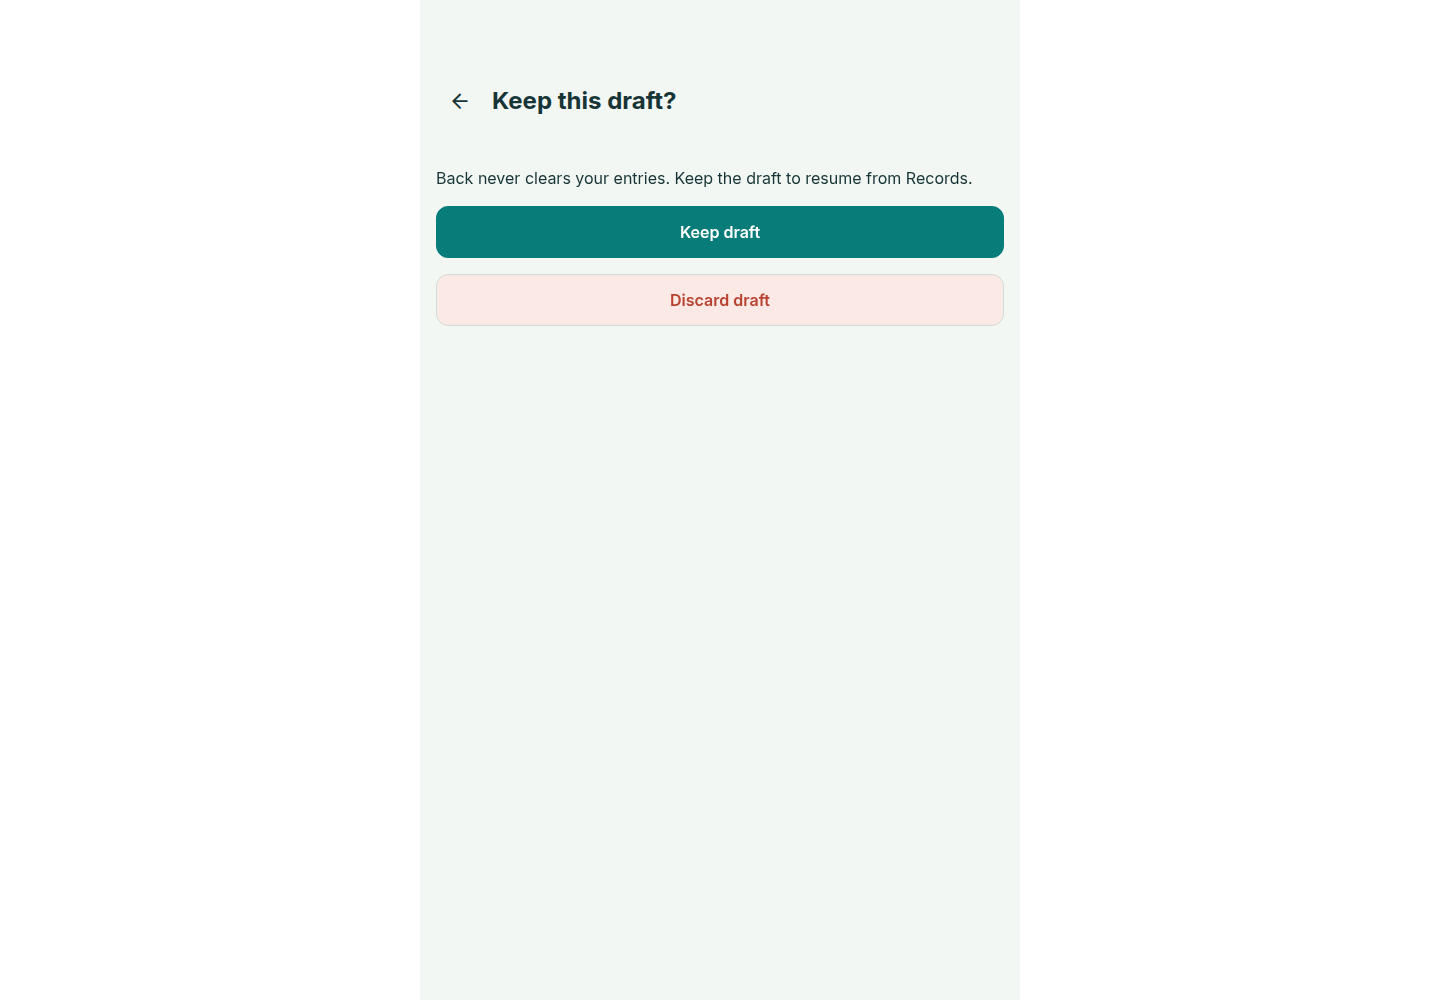 Keep this draft?
Back never clears your entries. Keep the draft to resume from Records.
Keep draft
Discard draft